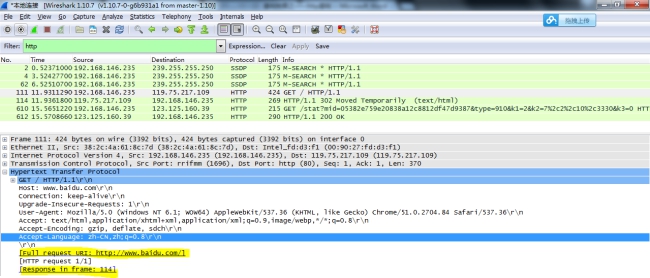 *本地连接 [Wireshark 1.10.7 (v1.10.7-0-g6b931a1 from master-1.10)]
File Edit View Go Capture Analyze Statistics Telephony Tools Internals Help
拖拽上传
Filter: http Expression... Clear Apply Save
No. Time Source Destination Protocol Length Info
2 0.52371000 192.168.146.235 239.255.255.250 SSDP 175 M-SEARCH * HTTP/1.1
4 3.52427700 192.168.146.235 239.255.255.250 SSDP 175 M-SEARCH * HTTP/1.1
62 6.52510700 192.168.146.235 239.255.255.250 SSDP 175 M-SEARCH * HTTP/1.1
111 11.9311290 192.168.146.235 119.75.217.109 HTTP 424 GET / HTTP/1.1
114 11.9361800 119.75.217.109 192.168.146.235 HTTP 269 HTTP/1.1 302 Moved Temporarily (text/html)
610 15.5651220 192.168.146.235 123.125.160.39 HTTP 215 GET /stat?mid=05382e759e20838a12c8812df47d9387&type=910&k1=2&k2=7%2c2%2c10%2c3330&k3=0 HTT
612 15.5708660 123.125.160.39 192.168.146.235 HTTP 290 HTTP/1.1 200 OK
Frame 111: 424 bytes on wire (3392 bits), 424 bytes captured (3392 bits) on interface 0
Ethernet II, Src: 38:2c:4a:61:8c:7d (38:2c:4a:61:8c:7d), Dst: Intel_fd:d3:f1 (00:90:27:fd:d3:f1)
Internet Protocol Version 4, Src: 192.168.146.235 (192.168.146.235), Dst: 119.75.217.109 (119.75.217.109)
Transmission Control Protocol, Src Port: rrifmm (1696), Dst Port: http (80), Seq: 1, Ack: 1, Len: 370
Hypertext Transfer Protocol
GET / HTTP/1.1\r\n
Host: www.baidu.com\r\n
Connection: keep-alive\r\n
Upgrade-Insecure-Requests: 1\r\n
User-Agent: Mozilla/5.0 (Windows NT 6.1; WOW64) AppleWebKit/537.36 (KHTML, like Gecko) Chrome/51.0.2704.84 Safari/537.36\r\n
Accept: text/html,application/xhtml+xml,application/xml;q=0.9,image/webp,*/*;q=0.8\r\n
Accept-Encoding: gzip, deflate, sdch\r\n
Accept-Language: zh-CN,zh;q=0.8\r\n
\r\n
[Full request URI: http://www.baidu.com/]
[HTTP request 1/1]
[Response in frame: 114]